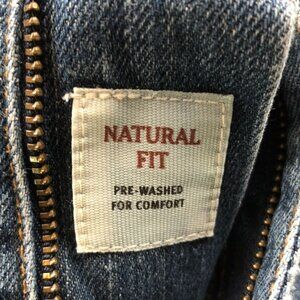 NATURAL
FIT
PRE-WASHED
FOR COMFORT